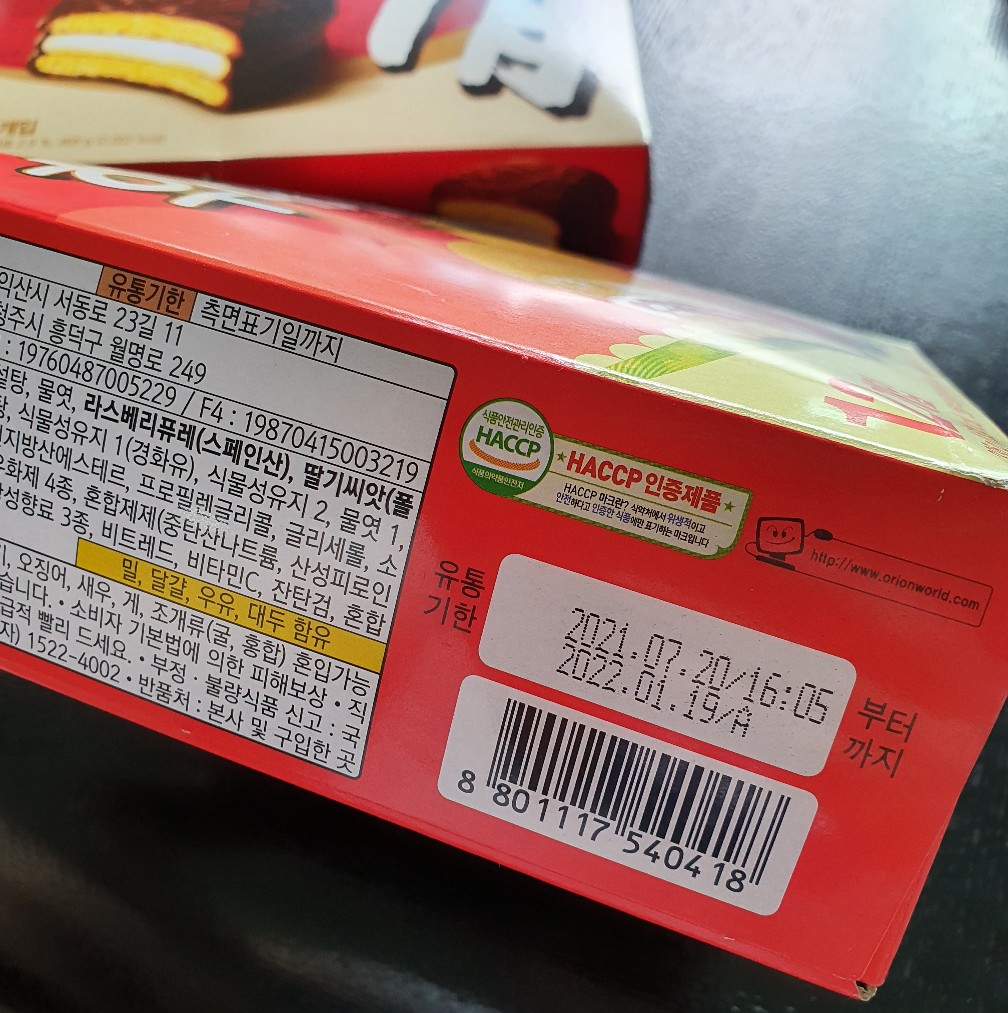 개입
유통기한 측면표기일까지
익산시 서동로 23길 11
청주시 흥덕구 월명로 249
: 19760487005229 / F4 : 19870415003219
설탕, 물엿, 라스베리퓨레(스페인산), 딸기씨앗(폴
식물성유지 1(경화유), 식물성유지 2, 물엿 1,
지방산에스테르, 프로필렌글리콜, 글리세롤, 소
유화제 4종, 혼합제제(중탄산나트륨, 산성피로인
합성향료 3종, 비트레드, 비타민C, 잔탄검, 혼합
밀, 달걀, 우유, 대두 함유
오징어, 새우, 게, 조개류(굴, 홍합) 혼입가능
습니다. • 소비자 기본법에 의한 피해보상 • 직
급적 빨리 드세요. • 부정 · 불량식품 신고 : 국
자) 1522-4002 • 반품처 : 본사 및 구입한 곳
식품안전관리인증
HACCP
식품의약품안전처
HACCP 인증제품
HACCP 마크란? 식약처에서 위생적이고
안전하다고 인증한 식품에만 표기하는 마크입니다
http://www.orionworld.com
유통
기한
2021.07.20/16:05
2022.01.19/A
부터
까지
8 801117 540418